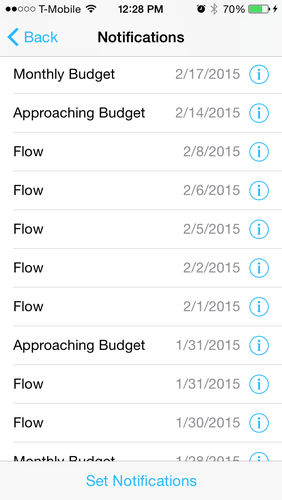 T-Mobile 12:28 PM 70%
Back Notifications
Monthly Budget 2/17/2015
Approaching Budget 2/14/2015
Flow 2/8/2015
Flow 2/6/2015
Flow 2/5/2015
Flow 2/2/2015
Flow 2/1/2015
Approaching Budget 1/31/2015
Flow 1/31/2015
Flow 1/30/2015
Monthly Budget 1/28/2015
Set Notifications